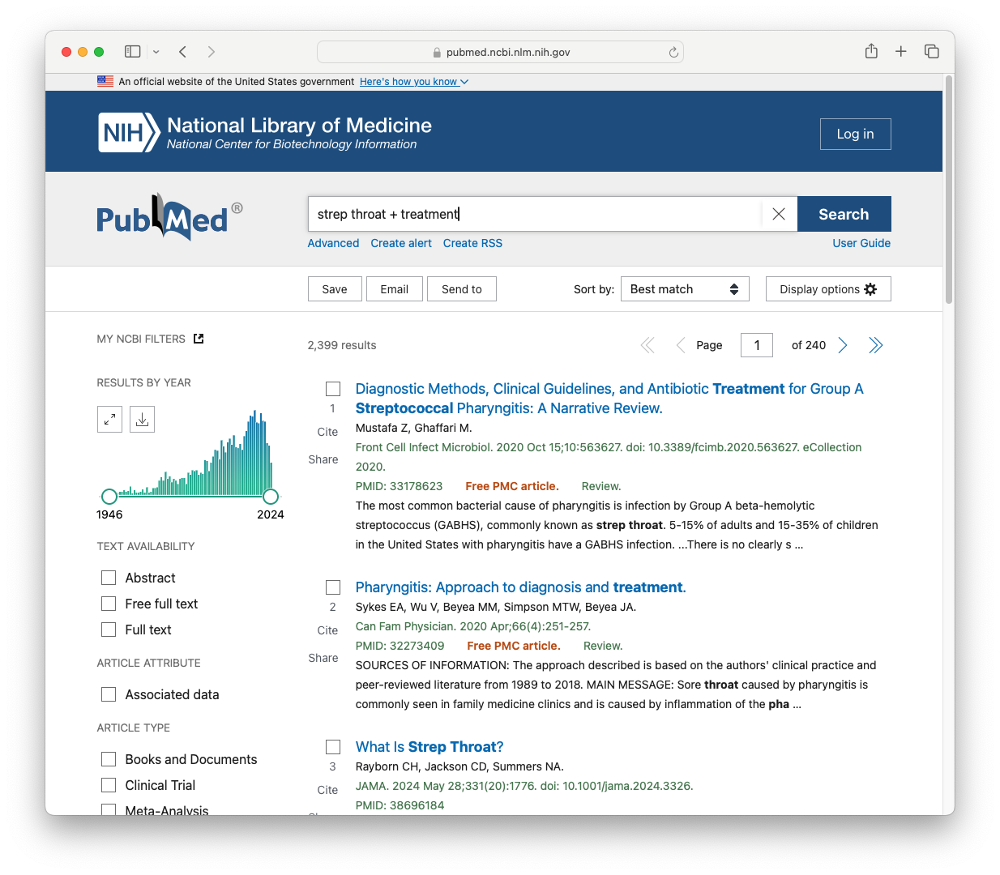 pubmed.ncbi.nlm.nih.gov
An official website of the United States government Here's how you know
NIH National Library of Medicine
National Center for Biotechnology Information
Log in
PubMed®
strep throat + treatment
Search
Advanced Create alert Create RSS
User Guide
Save Email Send to
Sort by: Best match
Display options
MY NCBI FILTERS
2,399 results
Page 1 of 240
RESULTS BY YEAR
1946 2024
TEXT AVAILABILITY
Abstract
Free full text
Full text
ARTICLE ATTRIBUTE
Associated data
ARTICLE TYPE
Books and Documents
Clinical Trial
Meta-Analysis
1
Cite
Share
Diagnostic Methods, Clinical Guidelines, and Antibiotic Treatment for Group A
Streptococcal Pharyngitis: A Narrative Review.
Mustafa Z, Ghaffari M.
Front Cell Infect Microbiol. 2020 Oct 15;10:563627. doi: 10.3389/fcimb.2020.563627. eCollection
2020.
PMID: 33178623 Free PMC article. Review.
The most common bacterial cause of pharyngitis is infection by Group A beta-hemolytic
streptococcus (GABHS), commonly known as strep throat. 5-15% of adults and 15-35% of children
in the United States with pharyngitis have a GABHS infection. ...There is no clearly s ...
2
Cite
Share
Pharyngitis: Approach to diagnosis and treatment.
Sykes EA, Wu V, Beyea MM, Simpson MTW, Beyea JA.
Can Fam Physician. 2020 Apr;66(4):251-257.
PMID: 32273409 Free PMC article. Review.
SOURCES OF INFORMATION: The approach described is based on the authors' clinical practice and
peer-reviewed literature from 1989 to 2018. MAIN MESSAGE: Sore throat caused by pharyngitis is
commonly seen in family medicine clinics and is caused by inflammation of the pha ...
3
Cite
What Is Strep Throat?
Rayborn CH, Jackson CD, Summers NA.
JAMA. 2024 May 28;331(20):1776. doi: 10.1001/jama.2024.3326.
PMID: 38696184